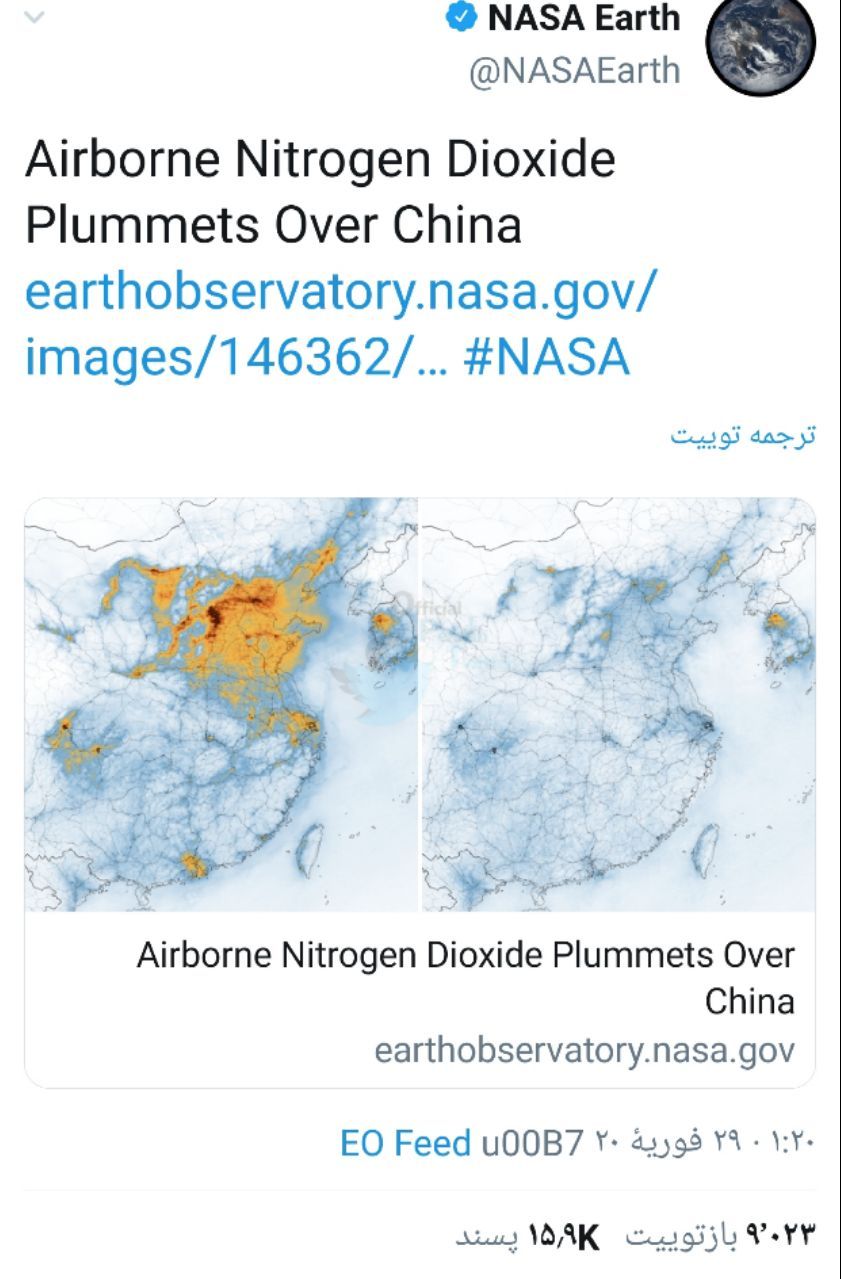 NASA Earth
@NASAEarth
Airborne Nitrogen Dioxide
Plummets Over China
earthobservatory.nasa.gov/
images/146362/... #NASA
ترجمه توییت
Official
Airborne Nitrogen Dioxide Plummets Over
China
earthobservatory.nasa.gov
۱:۲۰ · ۲۹ فوریهٔ ۲۰ u00B7 EO Feed
۹٬۰۲۳ بازتوییت ۱۵٫۹K پسند